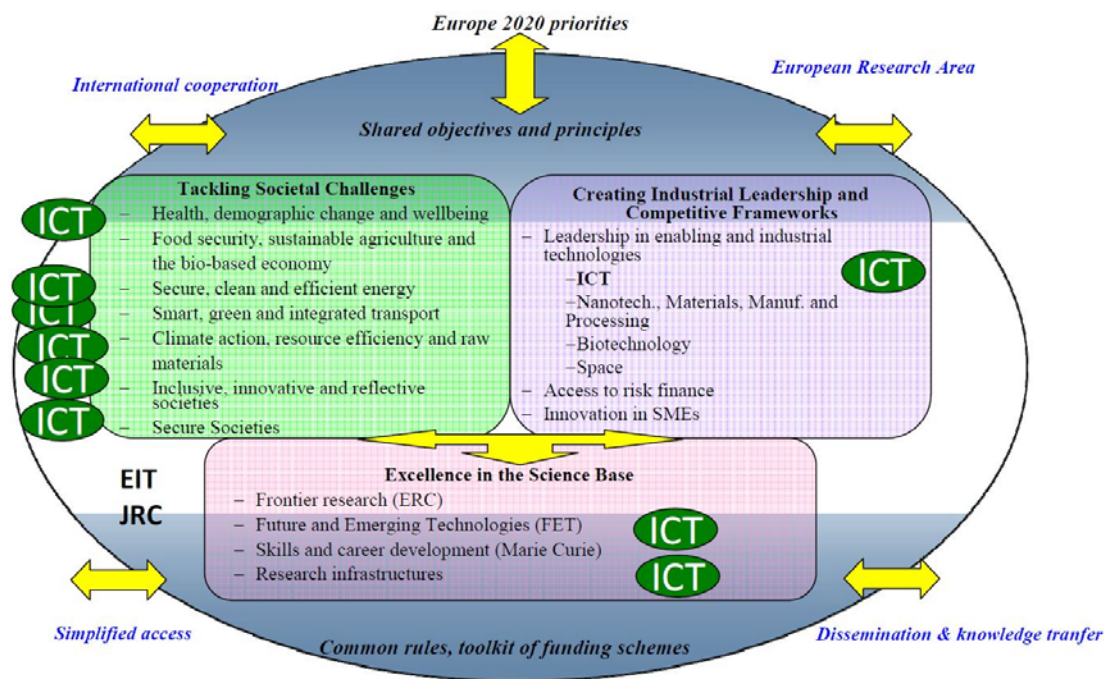 Europe 2020 priorities
International cooperation
European Research Area
Shared objectives and principles
Tackling Societal Challenges
ICT – Health, demographic change and wellbeing
– Food security, sustainable agriculture and
the bio-based economy
ICT – Secure, clean and efficient energy
ICT – Smart, green and integrated transport
ICT – Climate action, resource efficiency and raw
materials
ICT – Inclusive, innovative and reflective
societies
ICT – Secure Societies
Creating Industrial Leadership and
Competitive Frameworks
– Leadership in enabling and industrial
technologies
ICT
–ICT
–Nanotech., Materials, Manuf. and
Processing
–Biotechnology
–Space
– Access to risk finance
– Innovation in SMEs
EIT
JRC
Excellence in the Science Base
– Frontier research (ERC)
– Future and Emerging Technologies (FET) ICT
– Skills and career development (Marie Curie)
– Research infrastructures ICT
Simplified access
Common rules, toolkit of funding schemes
Dissemination & knowledge tranfer